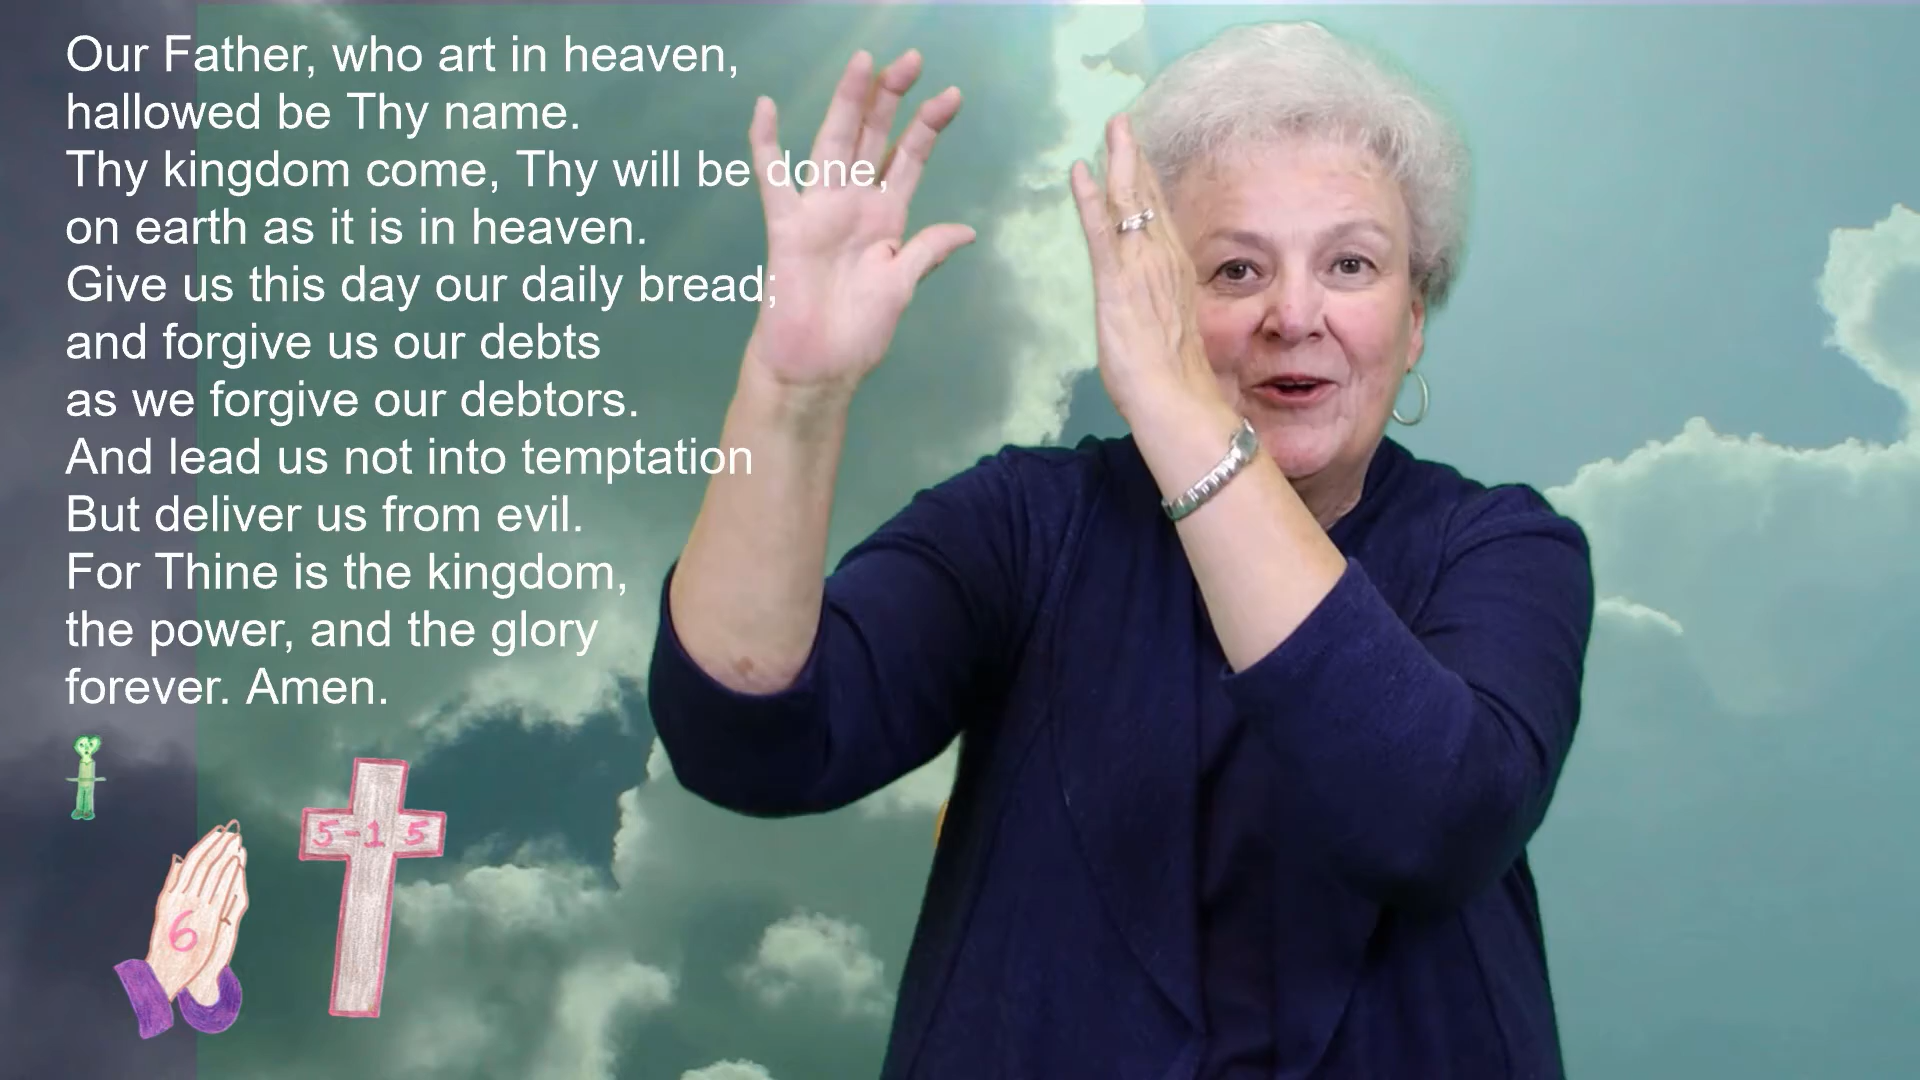 Our Father, who art in heaven,
hallowed be Thy name.
Thy kingdom come, Thy will be done,
on earth as it is in heaven.
Give us this day our daily bread;
and forgive us our debts
as we forgive our debtors.
And lead us not into temptation
But deliver us from evil.
For Thine is the kingdom,
the power, and the glory
forever. Amen.
5-15
6